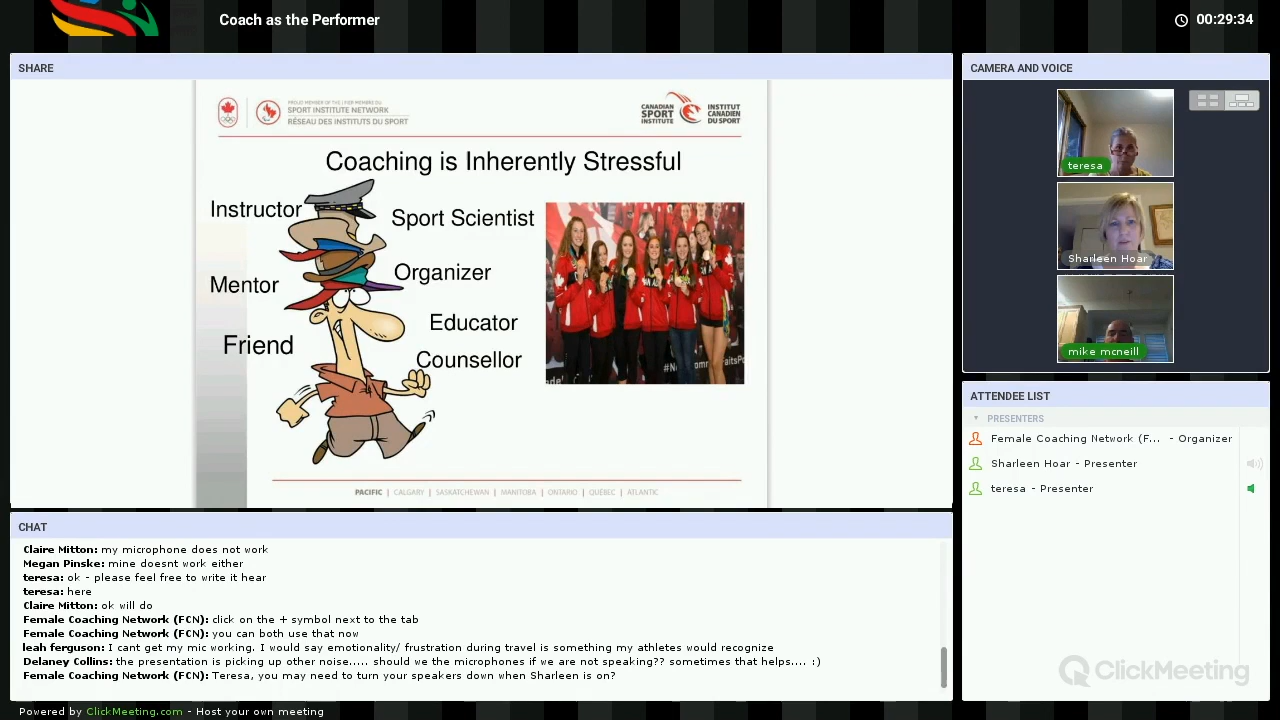 Coach as the Performer
00:29:34
SHARE
PROUD MEMBER OF THE | FIER MEMBRES DU
SPORT INSTITUTE NETWORK
RÉSEAU DES INSTITUTS DU SPORT
CANADIAN
SPORT
INSTITUTE
INSTITUT
CANADIEN
DU SPORT
Coaching is Inherently Stressful
Instructor
Sport Scientist
Mentor
Organizer
Friend
Educator
Counsellor
PACIFIC | CALGARY | SASKATCHEWAN | MANITOBA | ONTARIO | QUÉBEC | ATLANTIC
CAMERA AND VOICE
teresa
Sharleen Hoar
mike mcneill
ATTENDEE LIST
PRESENTERS
Female Coaching Network (F... - Organizer
Sharleen Hoar - Presenter
teresa - Presenter
CHAT
Claire Mitton: my microphone does not work
Megan Pinske: mine doesnt work either
teresa: ok - please feel free to write it hear
teresa: here
Claire Mitton: ok will do
Female Coaching Network (FCN): click on the + symbol next to the tab
Female Coaching Network (FCN): you can both use that now
leah ferguson: I cant get my mic working. I would say emotionality/ frustration during travel is something my athletes would recognize
Delaney Collins: the presentation is picking up other noise..... should we the microphones if we are not speaking?? sometimes that helps.... :)
Female Coaching Network (FCN): Teresa, you may need to turn your speakers down when Sharleen is on?
ClickMeeting
Powered by ClickMeeting.com - Host your own meeting